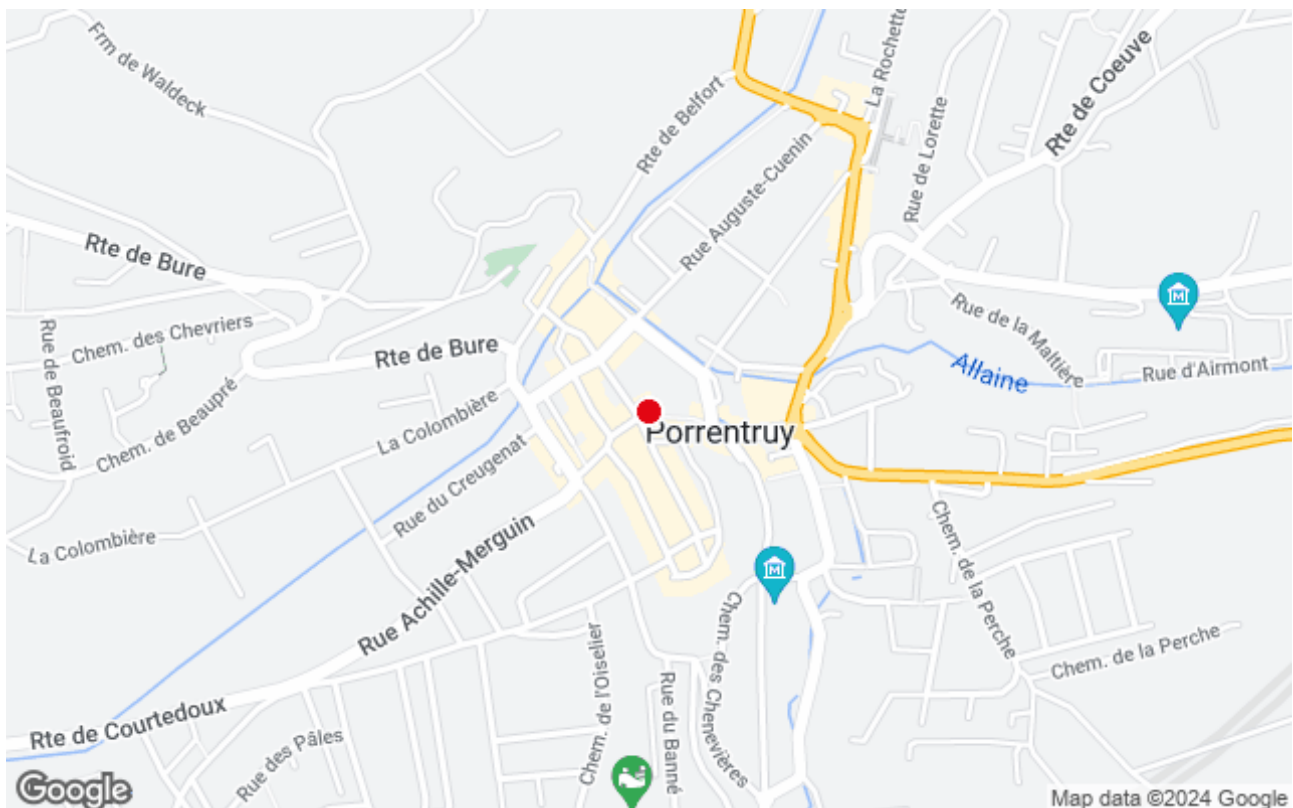 Frm de Waldeck
Rte de Belfort
La Rochette
Rte de Coeuve
Rue Auguste-Cuenin
Rue de Lorette
Rte de Bure
Chem. des Chevriers
Rue de Beaufroid
Rte de Bure
Rue de la Maltière
Allaine
Rue d'Airmont
Chem. de Beaupré
La Colombière
Porrentruy
Rue du Creugenat
La Colombière
Rue Achille-Merguin
Chem. de la Perche
Chem. de la Perche
Chem. de l'Oiselier
Rue du Banné
Chem. des Chenevières
Rte de Courtedoux
Rue des Pâles
Google
Map data ©2024 Google
M
M